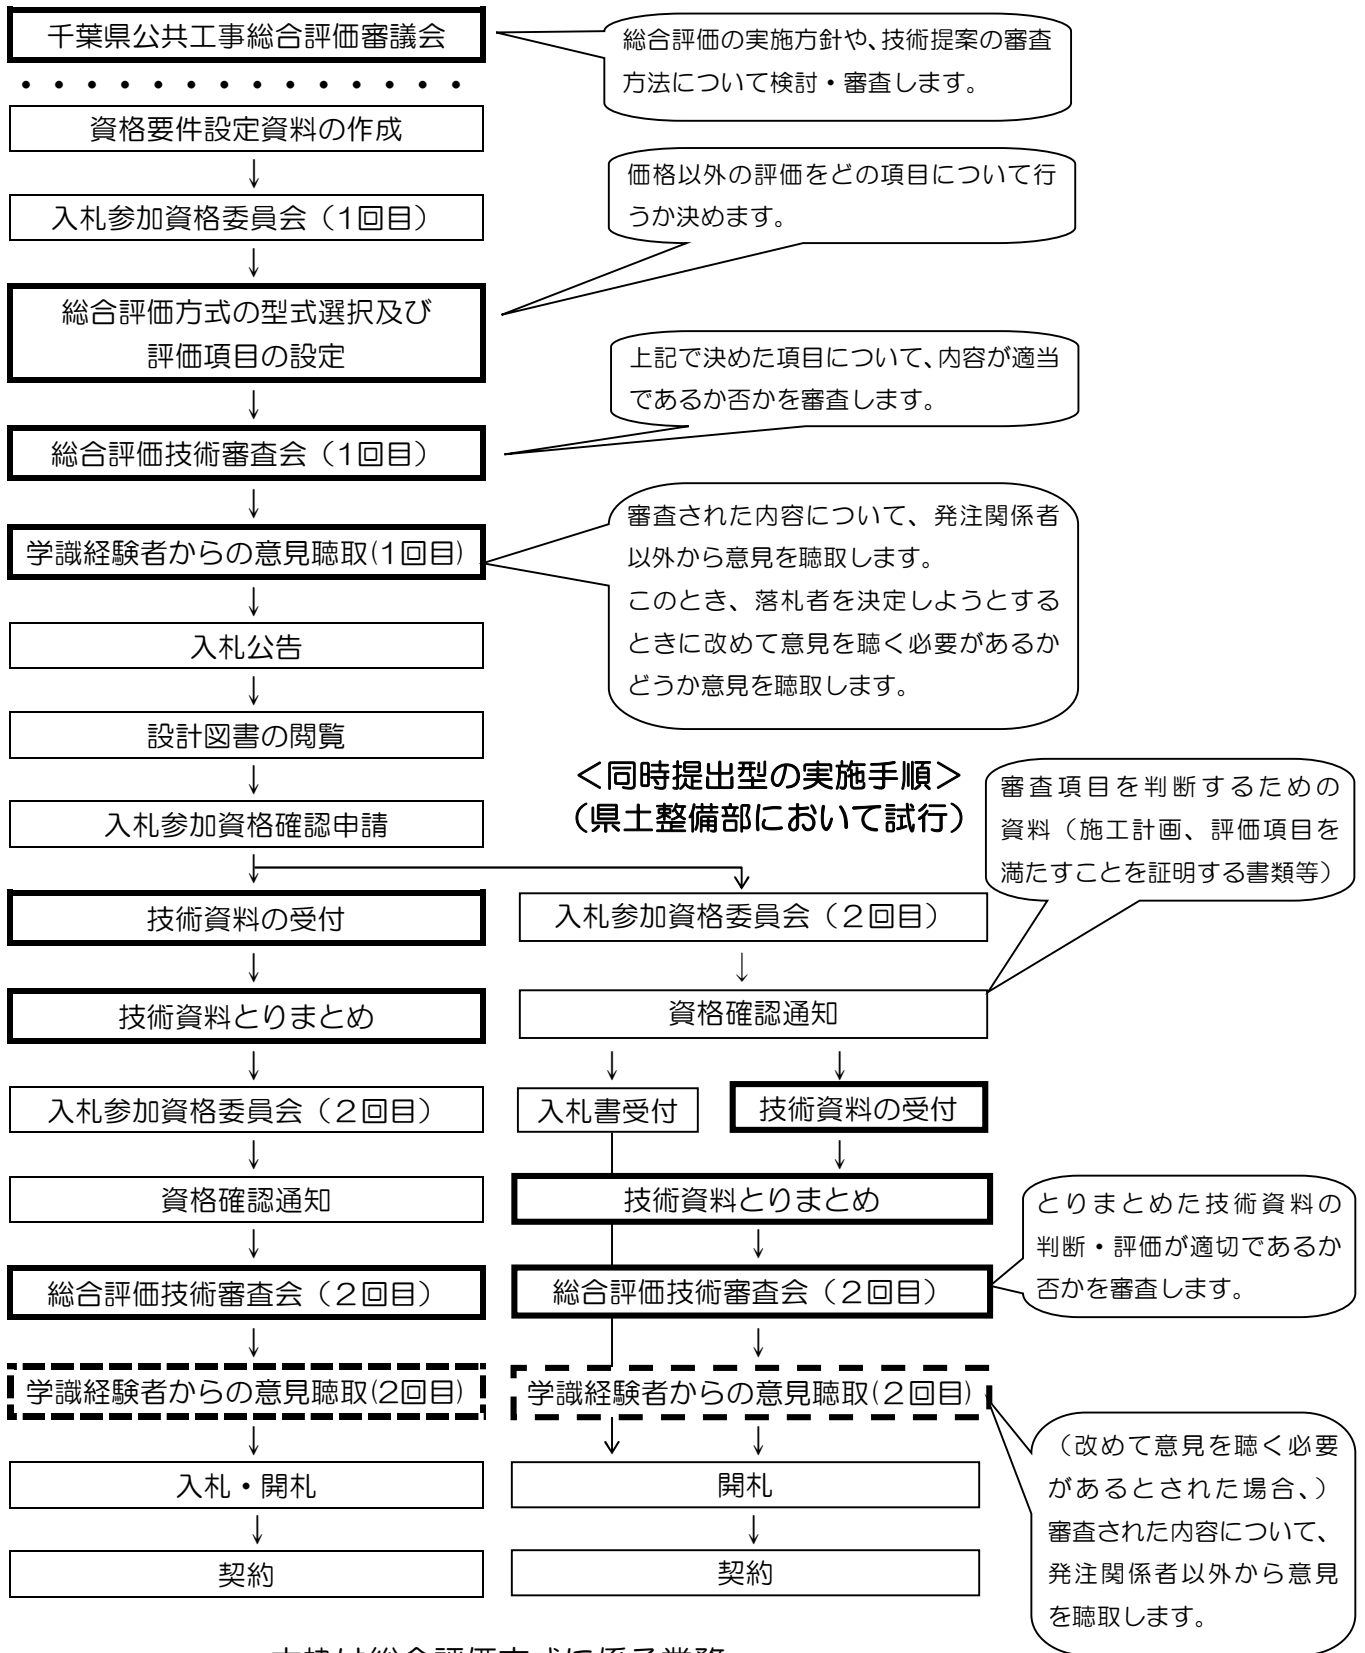 千葉県公共工事総合評価審議会
総合評価の実施方針や、技術提案の審査
方法について検討・審査します。
資格要件設定資料の作成
↓
価格以外の評価をどの項目について行
うか決めます。
入札参加資格委員会（1回目）
↓
総合評価方式の型式選択及び
評価項目の設定
↓
上記で決めた項目について、内容が適当
であるか否かを審査します。
総合評価技術審査会（1回目）
↓
学識経験者からの意見聴取(1回目)
審査された内容について、発注関係者
以外から意見を聴取します。
このとき、落札者を決定しようとする
ときに改めて意見を聴く必要があるか
どうか意見を聴取します。
↓
入札公告
↓
設計図書の閲覧
↓
入札参加資格確認申請
＜同時提出型の実施手順＞
（県土整備部において試行）
審査項目を判断するための
資料（施工計画、評価項目を
満たすことを証明する書類等）
技術資料の受付
↓
技術資料とりまとめ
↓
入札参加資格委員会（２回目）
↓
資格確認通知
↓
総合評価技術審査会（２回目）
↓
学識経験者からの意見聴取(2回目)
↓
入札・開札
↓
契約
入札参加資格委員会（２回目）
↓
資格確認通知
↓ ↓
入札書受付 技術資料の受付
↓
技術資料とりまとめ
↓
総合評価技術審査会（２回目）
とりまとめた技術資料の
判断・評価が適切であるか
否かを審査します。
↓
学識経験者からの意見聴取(２回目)
（改めて意見を聴く必要
があるとされた場合、）
審査された内容について、
発注関係者以外から意見
を聴取します。
↓
開札
↓
契約